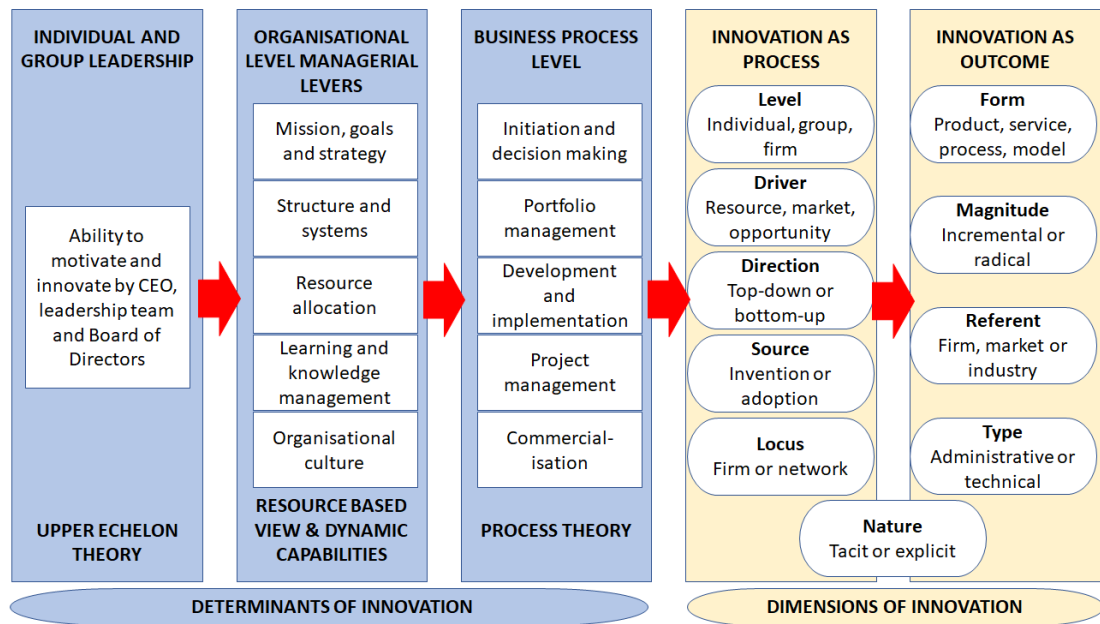 INDIVIDUAL AND
GROUP LEADERSHIP
Ability to
motivate and
innovate by CEO,
leadership team
and Board of
Directors
UPPER ECHELON
THEORY
ORGANISATIONAL
LEVEL MANAGERIAL
LEVERS
Mission, goals
and strategy
Structure and
systems
Resource
allocation
Learning and
knowledge
management
Organisational
culture
RESOURCE BASED
VIEW & DYNAMIC
CAPABILITIES
BUSINESS PROCESS
LEVEL
Initiation and
decision making
Portfolio
management
Development
and
implementation
Project
management
Commercial-
isation
PROCESS THEORY
DETERMINANTS OF INNOVATION
INNOVATION AS
PROCESS
Level
Individual, group,
firm
Driver
Resource, market,
opportunity
Direction
Top-down or
bottom-up
Source
Invention or
adoption
Locus
Firm or network
INNOVATION AS
OUTCOME
Form
Product, service,
process, model
Magnitude
Incremental or
radical
Referent
Firm, market or
industry
Type
Administrative or
technical
Nature
Tacit or explicit
DIMENSIONS OF INNOVATION